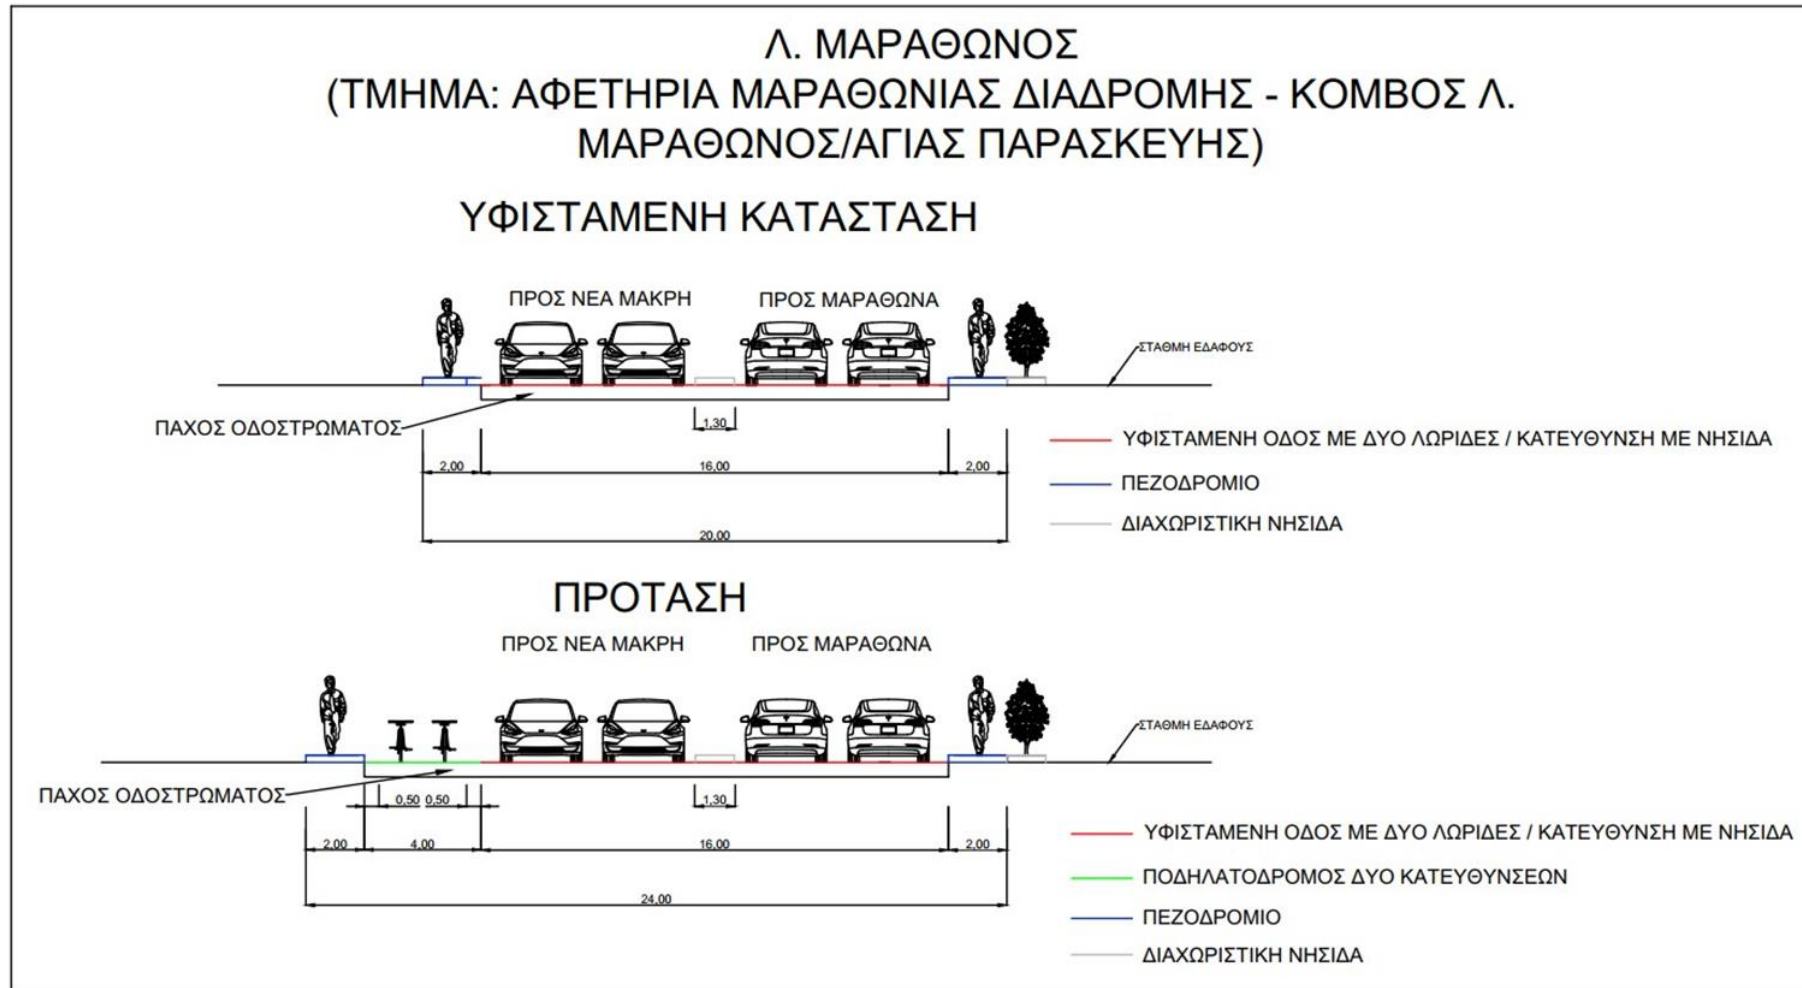 Λ. ΜΑΡΑΘΩΝΟΣ
(ΤΜΗΜΑ: ΑΦΕΤΗΡΙΑ ΜΑΡΑΘΩΝΙΑΣ ΔΙΑΔΡΟΜΗΣ - ΚΟΜΒΟΣ Λ.
ΜΑΡΑΘΩΝΟΣ/ΑΓΙΑΣ ΠΑΡΑΣΚΕΥΗΣ)
ΥΦΙΣΤΑΜΕΝΗ ΚΑΤΑΣΤΑΣΗ
ΠΡΟΣ ΝΕΑ ΜΑΚΡΗ
ΠΡΟΣ ΜΑΡΑΘΩΝΑ
ΣΤΑΘΜΗ ΕΔΑΦΟΥΣ
ΠΑΧΟΣ ΟΔΟΣΤΡΩΜΑΤΟΣ
1,30
2,00
16,00
2,00
20,00
ΥΦΙΣΤΑΜΕΝΗ ΟΔΟΣ ΜΕ ΔΥΟ ΛΩΡΙΔΕΣ / ΚΑΤΕΥΘΥΝΣΗ ΜΕ ΝΗΣΙΔΑ
ΠΕΖΟΔΡΟΜΙΟ
ΔΙΑΧΩΡΙΣΤΙΚΗ ΝΗΣΙΔΑ
ΠΡΟΤΑΣΗ
ΠΡΟΣ ΝΕΑ ΜΑΚΡΗ
ΠΡΟΣ ΜΑΡΑΘΩΝΑ
ΣΤΑΘΜΗ ΕΔΑΦΟΥΣ
ΠΑΧΟΣ ΟΔΟΣΤΡΩΜΑΤΟΣ
0,50 0,50
1,30
2,00
4,00
16,00
2,00
24,00
ΥΦΙΣΤΑΜΕΝΗ ΟΔΟΣ ΜΕ ΔΥΟ ΛΩΡΙΔΕΣ / ΚΑΤΕΥΘΥΝΣΗ ΜΕ ΝΗΣΙΔΑ
ΠΟΔΗΛΑΤΟΔΡΟΜΟΣ ΔΥΟ ΚΑΤΕΥΘΥΝΣΕΩΝ
ΠΕΖΟΔΡΟΜΙΟ
ΔΙΑΧΩΡΙΣΤΙΚΗ ΝΗΣΙΔΑ